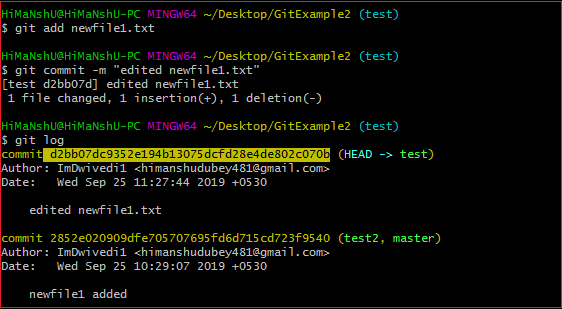 HiMaNshU@HiMaNshU-PC MINGW64 ~/Desktop/GitExample2 (test)
$ git add newfile1.txt
HiMaNshU@HiMaNshU-PC MINGW64 ~/Desktop/GitExample2 (test)
$ git commit -m "edited newfile1.txt"
[test d2bb07d] edited newfile1.txt
1 file changed, 1 insertion(+), 1 deletion(-)
HiMaNshU@HiMaNshU-PC MINGW64 ~/Desktop/GitExample2 (test)
$ git log
commit d2bb07dc9352e194b13075dcfd28e4de802c070b (HEAD -> test)
Author: ImDwivedi1 <himanshudubey481@gmail.com>
Date: Wed Sep 25 11:27:44 2019 +0530
edited newfile1.txt
commit 2852e020909dfe705707695fd6d715cd723f9540 (test2, master)
Author: ImDwivedi1 <himanshudubey481@gmail.com>
Date: Wed Sep 25 10:29:07 2019 +0530
newfile1 added